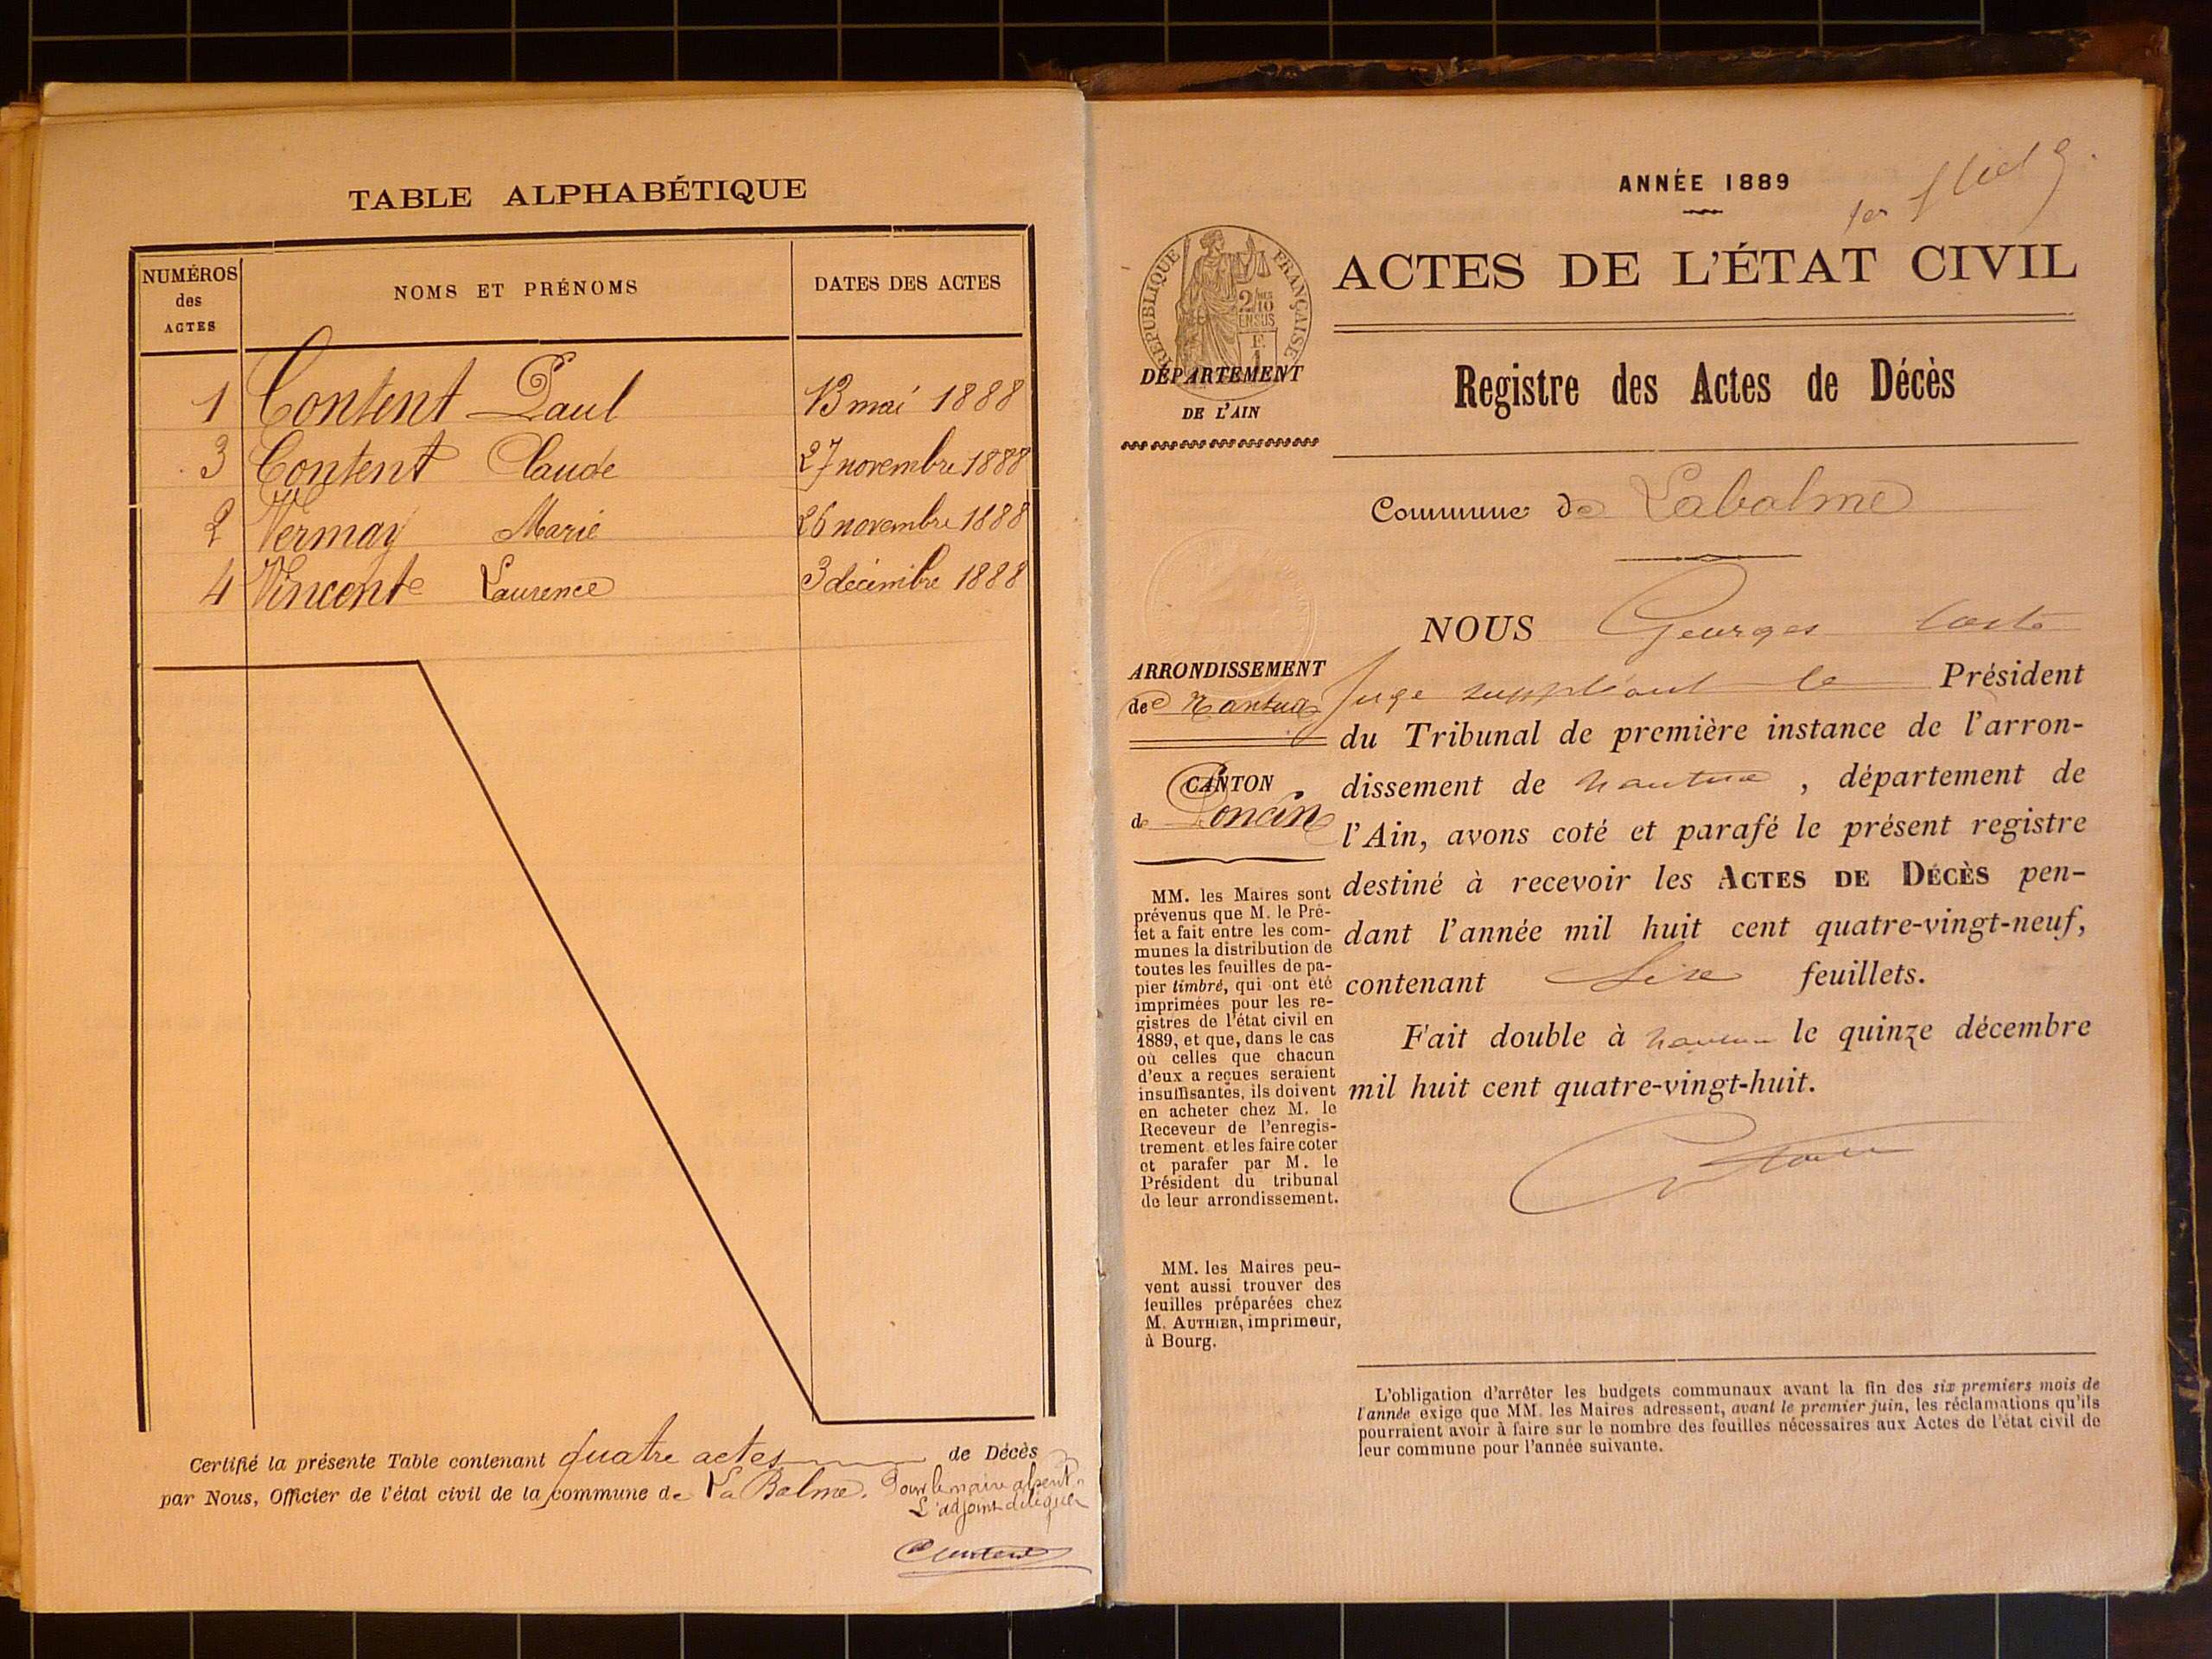 TABLE ALPHABÉTIQUE
NUMÉROS des ACTES
NOMS ET PRÉNOMS
DATES DES ACTES
1 Content Paul 13 mai 1888
3 Content Claude 27 novembre 1888
2 Vermay Marie 26 novembre 1888
4 Vincent Laurence 3 décembre 1888
Certifié la présente Table contenant quatre actes de Décès
par Nous, Officier de l'état civil de la commune de La Balme. Pour le maire absent
L'adjoint délégué
ANNÉE 1889
1er
ACTES DE L'ÉTAT CIVIL
RÉPUBLIQUE FRANÇAISE
2/10
EN SUS
DÉPARTEMENT
DE L'AIN
Registre des Actes de Décès
Commune de Labalme
ARRONDISSEMENT
de Nantua
CANTON
de Poncin
MM. les Maires sont
prévenus que M. le Pré-
fet a fait entre les com-
munes la distribution de
toutes les feuilles de pa-
pier timbré, qui ont été
imprimées pour les re-
gistres de l'état civil en
1889, et que, dans le cas
où celles que chacun
d'eux a reçues seraient
insuffisantes, ils doivent
en acheter chez M. le
Receveur de l'enregis-
trement et les faire coter
et parafer par M. le
Président du tribunal
de leur arrondissement.
MM. les Maires peu-
vent aussi trouver des
feuilles préparées chez
M. AUTHIER, imprimeur,
à Bourg.
NOUS Georges
Juge suppléant le Président
du Tribunal de première instance de l'arron-
dissement de Nantua, département de
l'Ain, avons coté et parafé le présent registre
destiné à recevoir les ACTES DE DÉCÈS pen-
dant l'année mil huit cent quatre-vingt-neuf,
contenant Six feuillets.
Fait double à Nantua le quinze décembre
mil huit cent quatre-vingt-huit.
L'obligation d'arrêter les budgets communaux avant la fin des six premiers mois de
l'année exige que MM. les Maires adressent, avant le premier juin, les réclamations qu'ils
pourraient avoir à faire sur le nombre des feuilles nécessaires aux Actes de l'état civil de
leur commune pour l'année suivante.